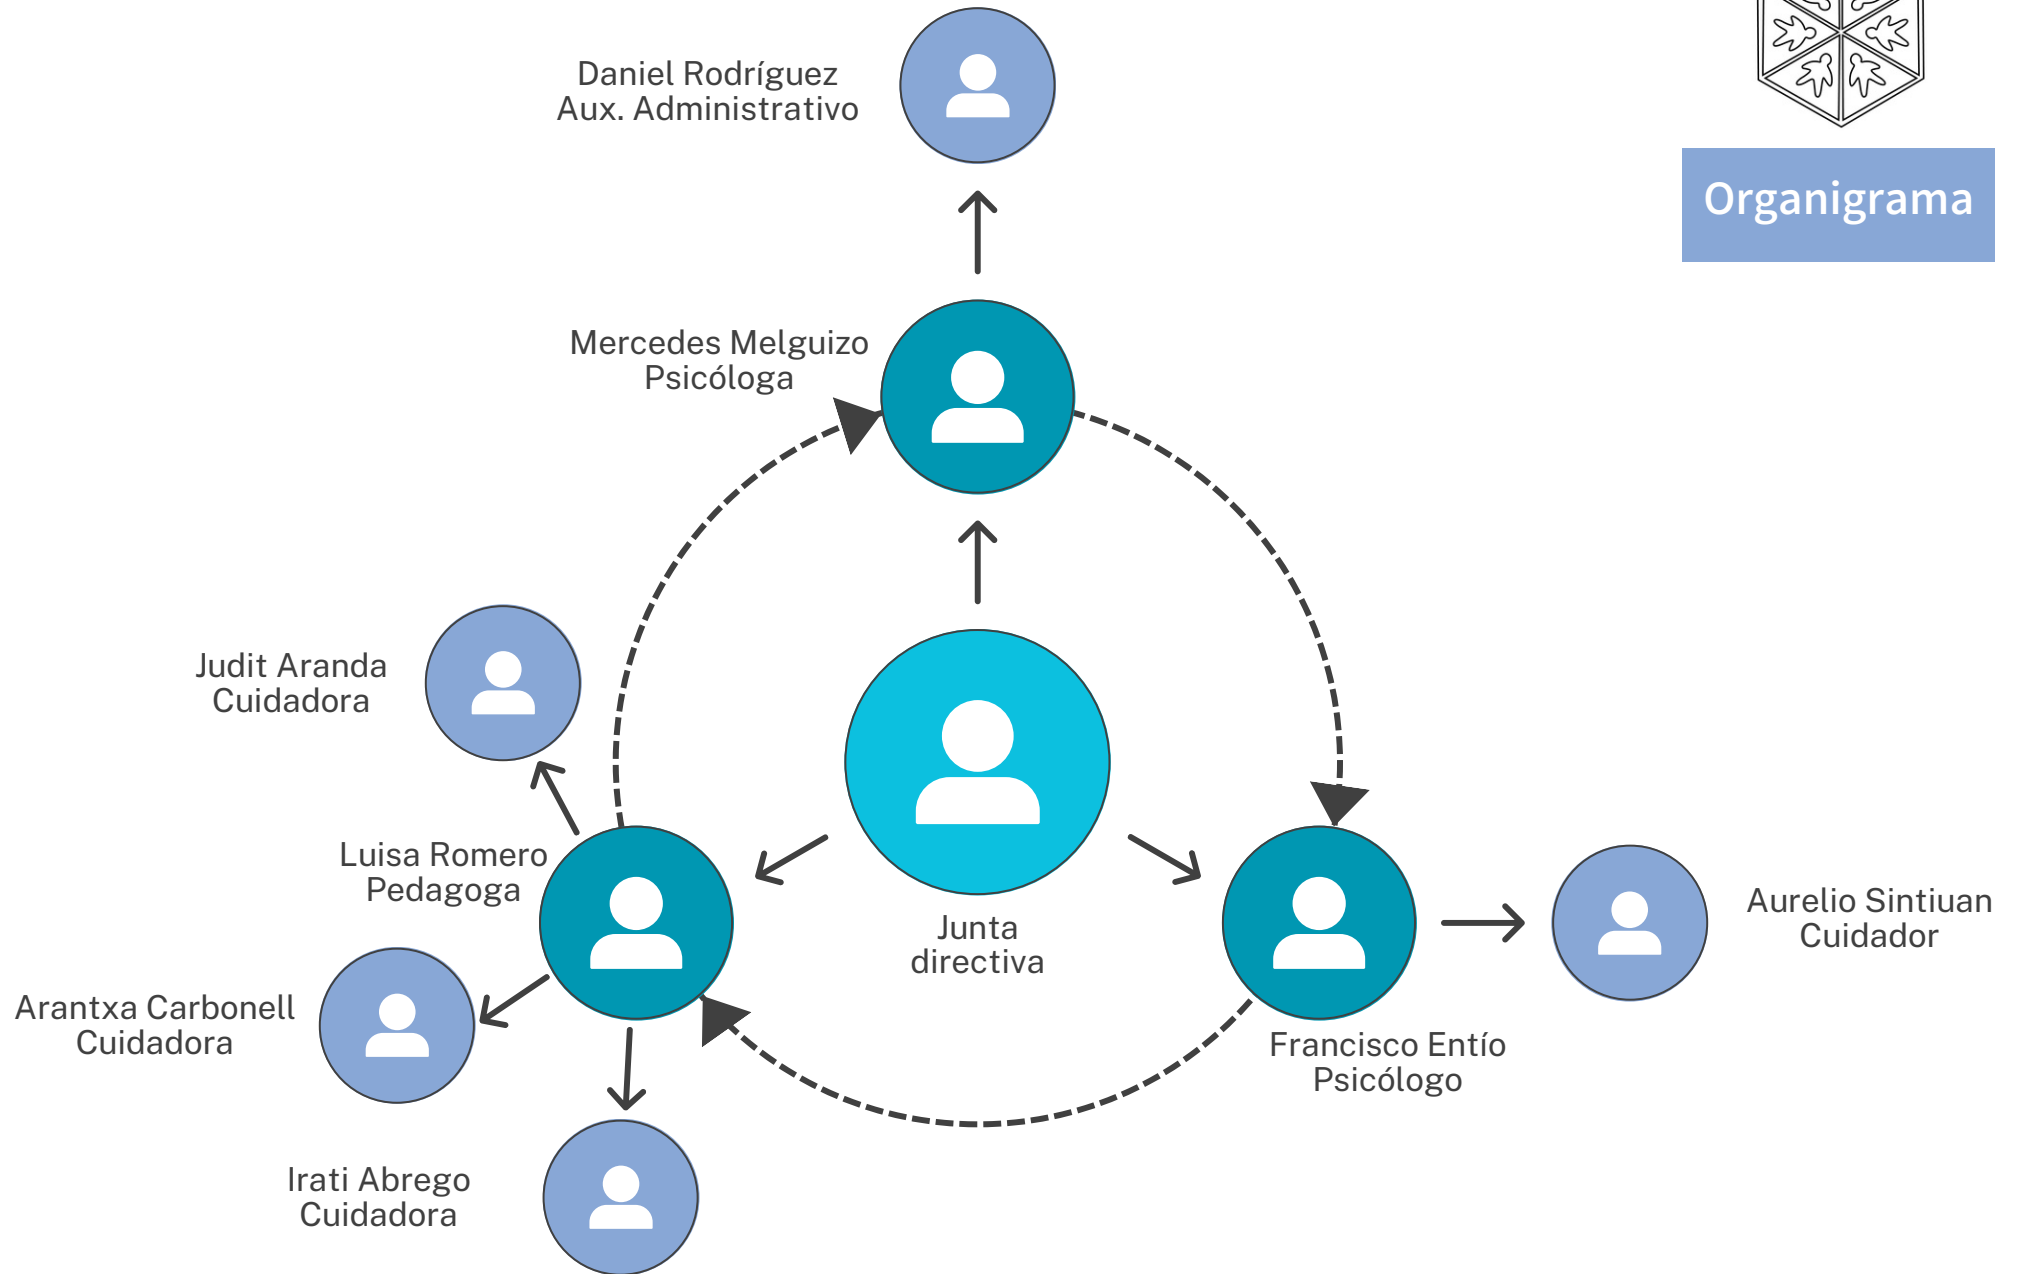 Daniel Rodríguez
Aux. Administrativo
Organigrama
Mercedes Melguizo
Psicóloga
Judit Aranda
Cuidadora
Luisa Romero
Pedagoga
Junta
directiva
Aurelio Sintiuan
Cuidador
Arantxa Carbonell
Cuidadora
Francisco Entío
Psicólogo
Irati Abrego
Cuidadora